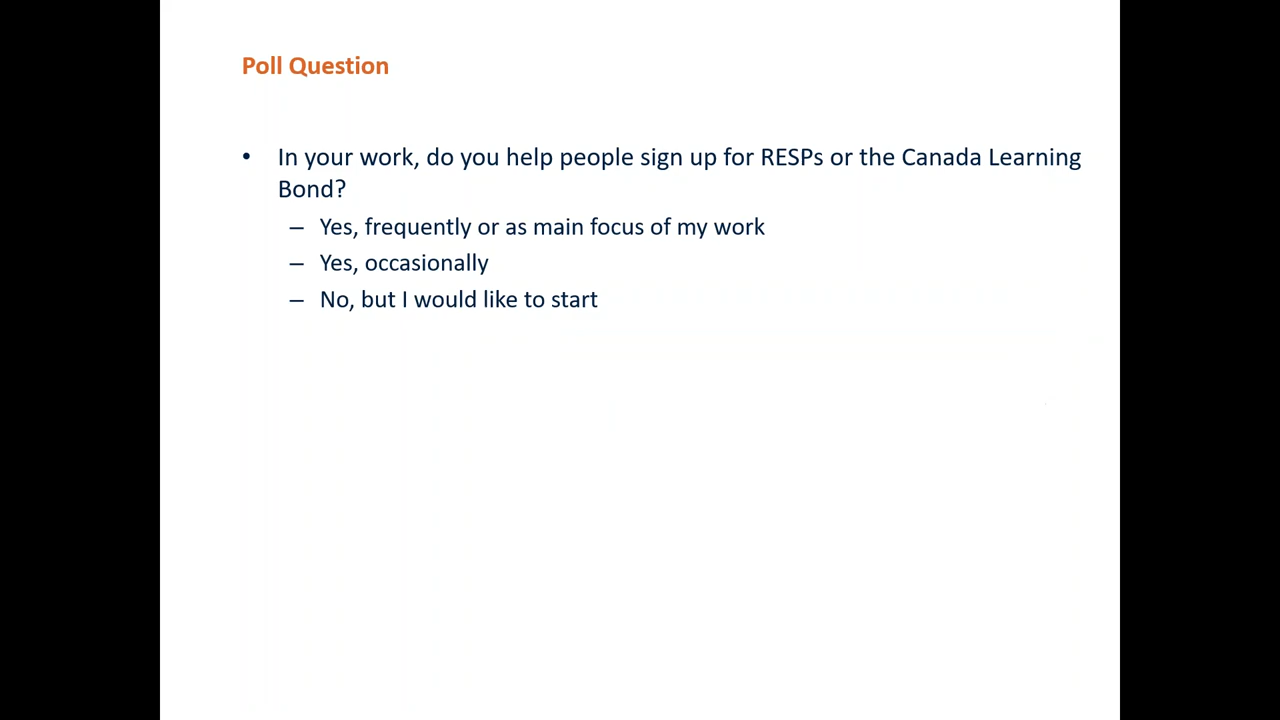 Poll Question
• In your work, do you help people sign up for RESPs or the Canada Learning
Bond?
– Yes, frequently or as main focus of my work
– Yes, occasionally
– No, but I would like to start